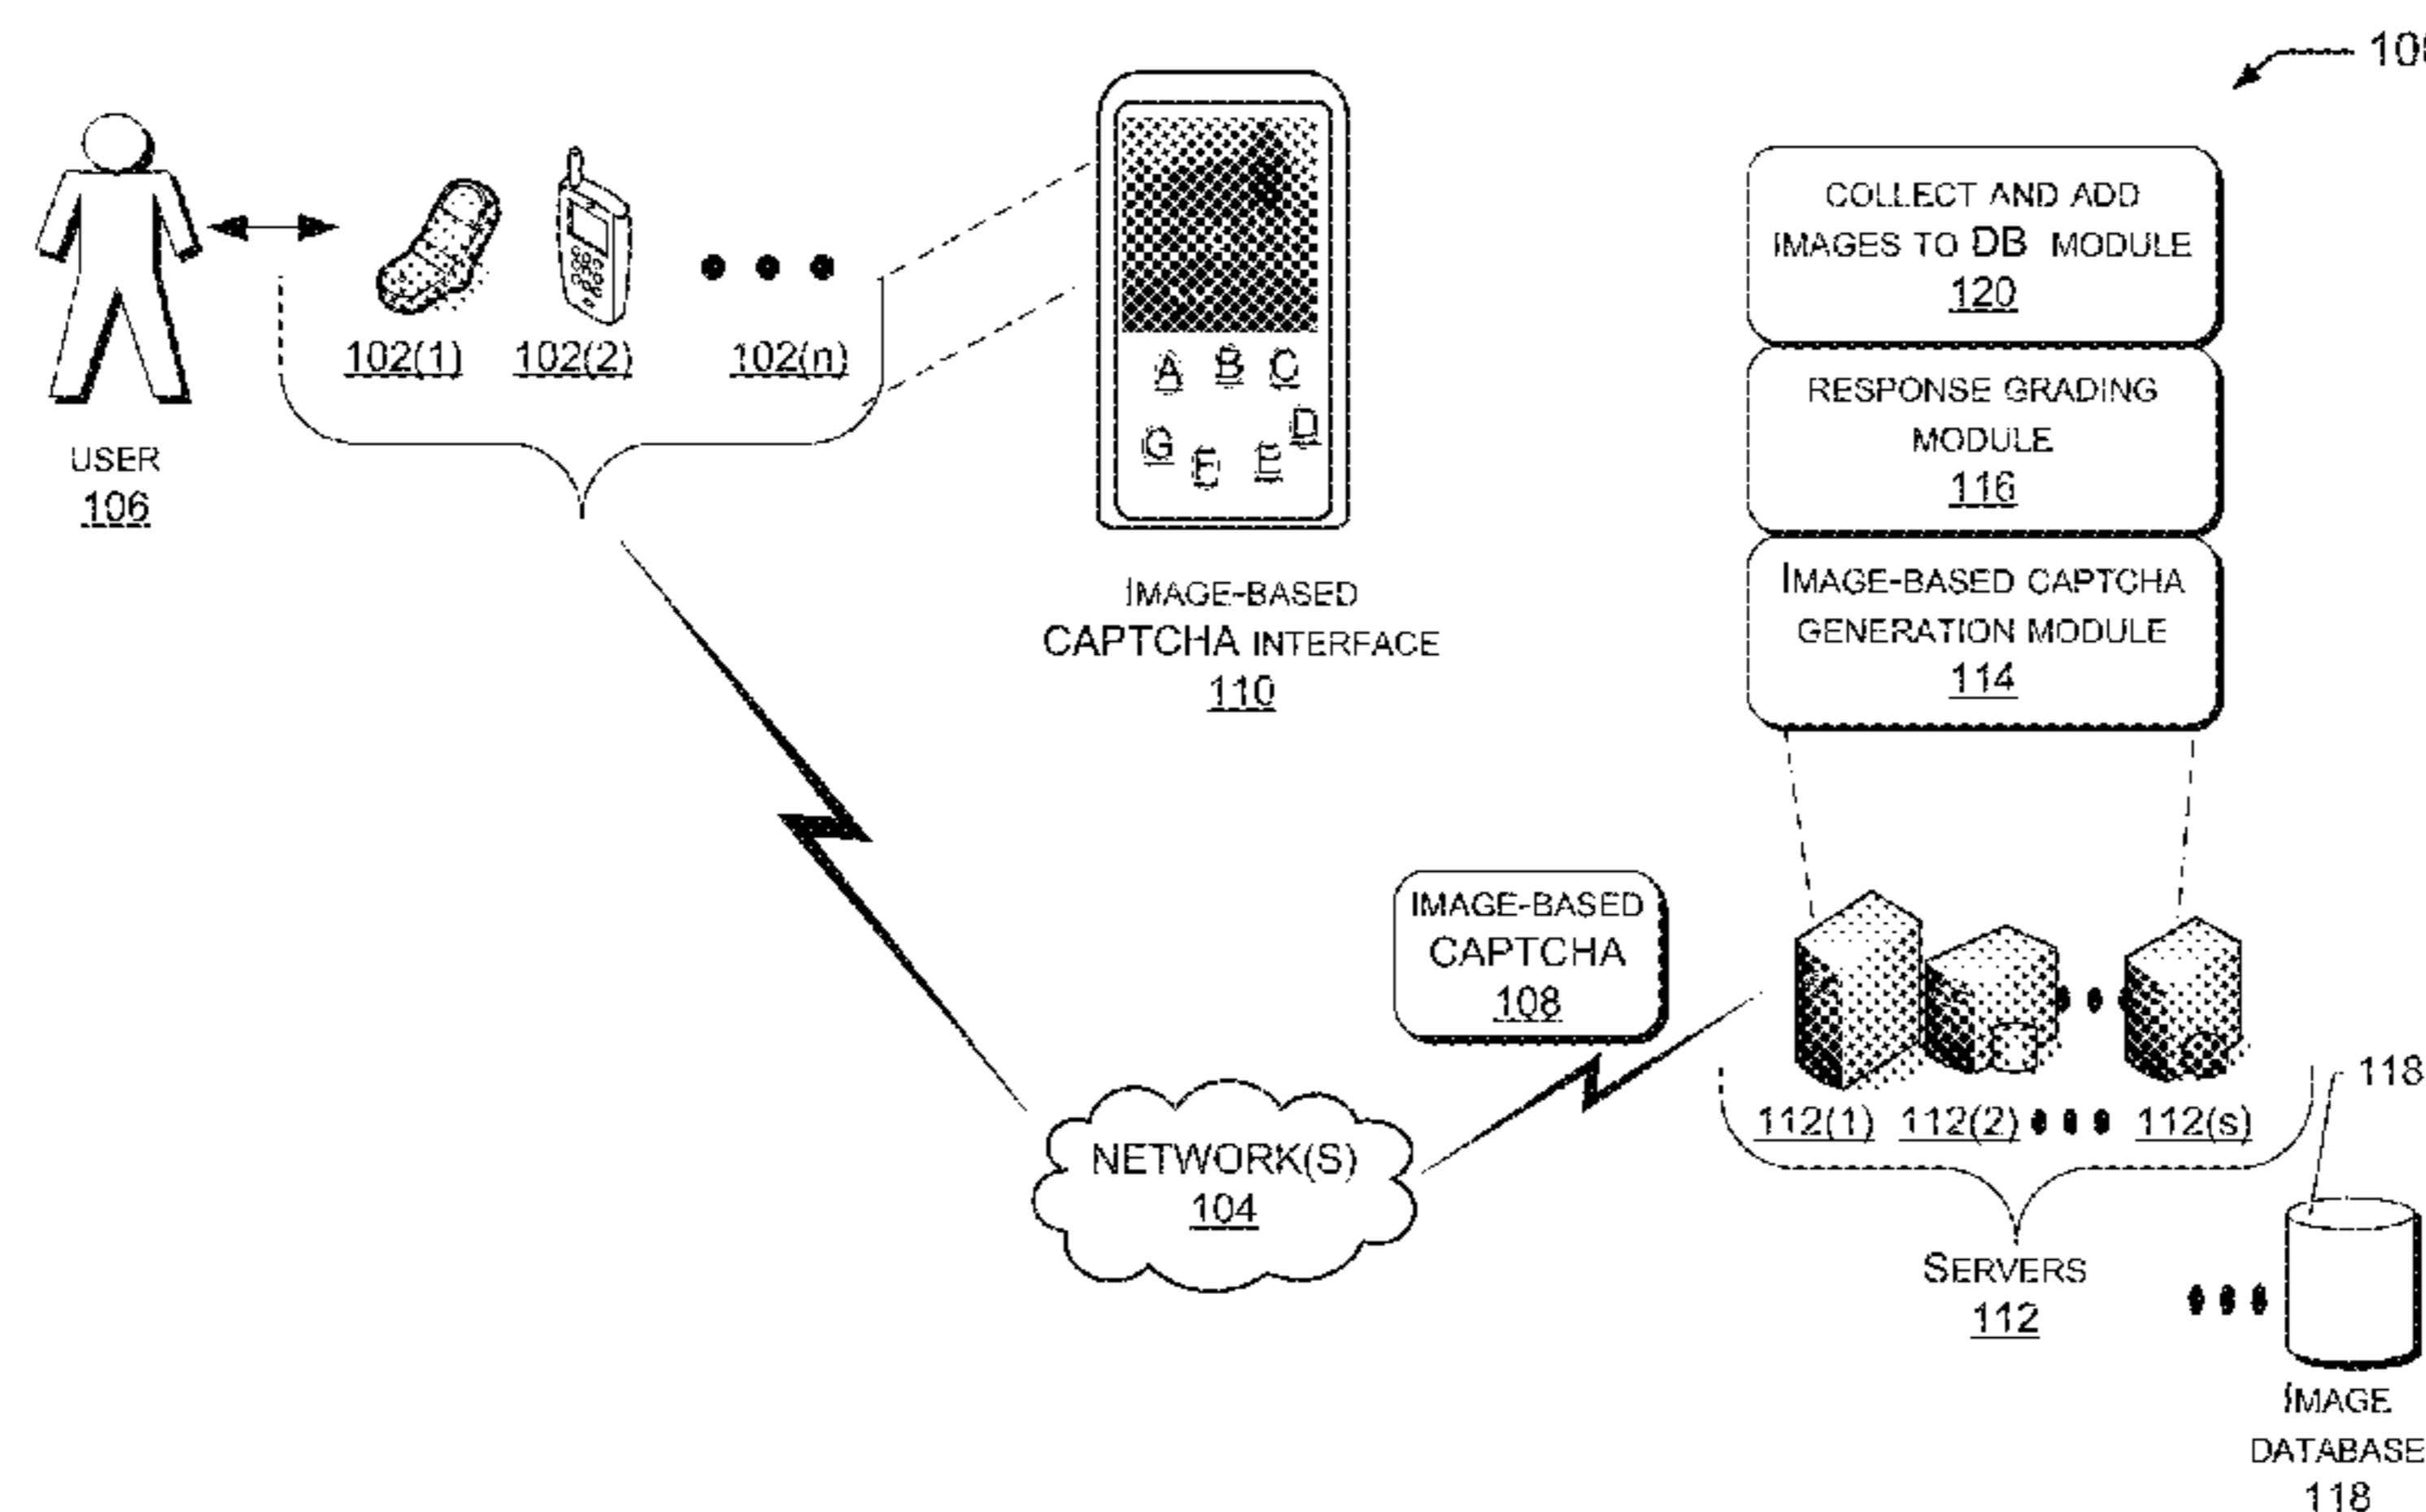 100
COLLECT AND ADD
IMAGES TO DB MODULE
120
RESPONSE GRADING
MODULE
116
IMAGE-BASED CAPTCHA
GENERATION MODULE
114
102(1) 102(2) 102(n)
USER
106
A B C
D
G E E
IMAGE-BASED
CAPTCHA INTERFACE
110
IMAGE-BASED
CAPTCHA
108
NETWORK(S)
104
112(1) 112(2) 112(s)
118
SERVERS
112
IMAGE
DATABASE
118